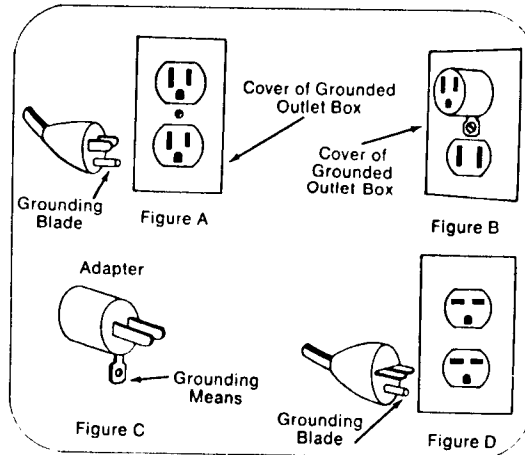 Cover of Grounded
Outlet Box
Grounding
Blade
Figure A
Cover of
Grounded
Outlet Box
Figure B
Adapter
Grounding
Means
Figure C
Grounding
Blade
Figure D